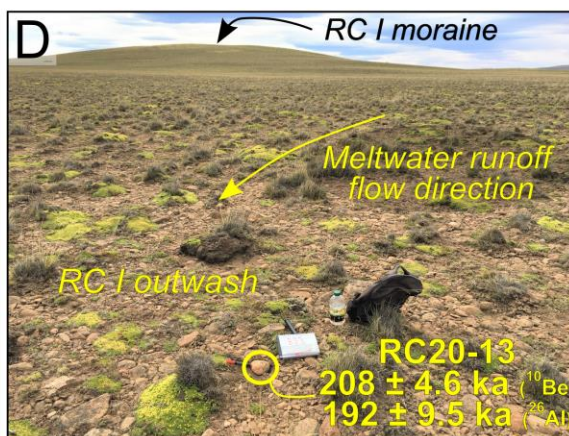 D
RC I moraine
Meltwater runoff
flow direction
RC I outwash
RC20-13
208 ± 4.6 ka (¹⁰Be
192 ± 9.5 ka (²⁶Al